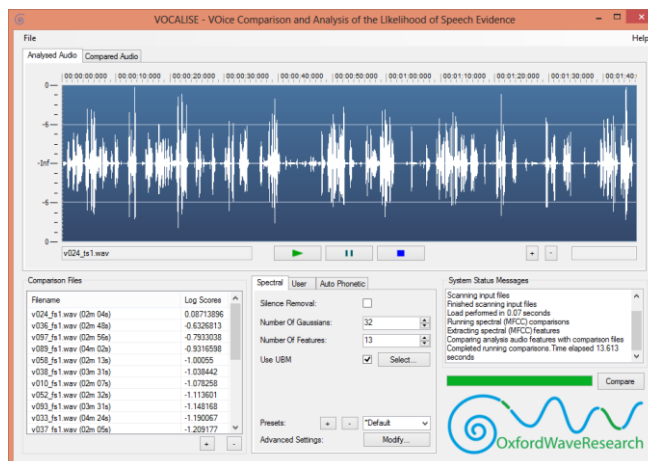 VOCALISE - VOice Comparison and Analysis of the Likelihood of Speech Evidence
File Help
Analysed Audio Compared Audio
00:00:00.000 00:00:10.000 00:00:20.000 00:00:30.000 00:00:40.000 00:00:50.000 00:01:00.000 00:01:10.000 00:01:20.000 00:01:30.000 00:01:40:
0
-6
-Inf
-6
0
v024_ts1.wav + -
Comparison Files
Filename Log Scores
v024_fs1.wav (02m 04s) 0.08713896
v036_fs1.wav (02m 48s) -0.6326813
v097_fs1.wav (02m 56s) -0.7933038
v089_fs1.wav (04m 02s) -0.9316598
v058_fs1.wav (02m 13s) -1.00055
v038_fs1.wav (03m 31s) -1.038442
v010_fs1.wav (02m 07s) -1.078258
v052_fs1.wav (02m 32s) -1.113601
v093_fs1.wav (03m 31s) -1.148168
v033_fs1.wav (04m 24s) -1.190067
v037_fs1.wav (02m 05s) -1.209177
+ -
Spectral User Auto Phonetic
Silence Removal:
Number Of Gaussians: 32
Number Of Features: 13
Use UBM Select...
Presets: + - *Default
Advanced Settings: Modify...
System Status Messages
Scanning input files
Finished scanning input files
Load performed in 0.07 seconds
Running spectral (MFCC) comparisons
Extracting spectral (MFCC) features
Comparing analysis audio features with comparison files
Completed running comparisons.Time elapsed 13.613
seconds
Compare
OxfordWaveResearch